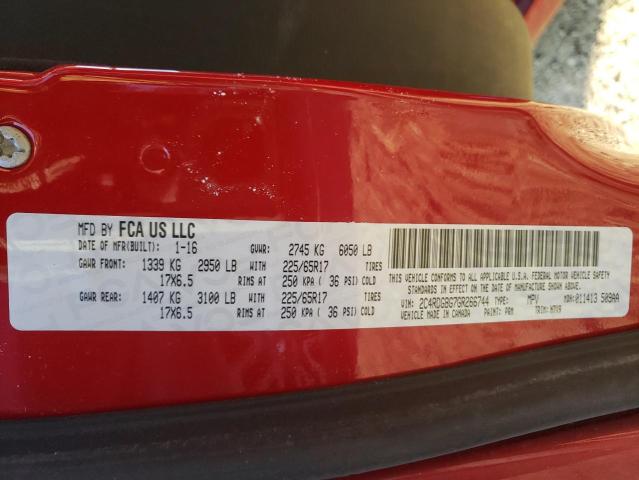 MFD BY FCA US LLC
DATE OF MFR(BUILT): 1-16 GVWR: 2745 KG 6050 LB
GAWR FRONT: 1339 KG 2950 LB WITH 225/65R17 TIRES
17X6.5 RIMS AT 250 KPA ( 36 PSI) COLD
GAWR REAR: 1407 KG 3100 LB WITH 225/65R17 TIRES
17X6.5 RIMS AT 250 KPA ( 36 PSI) COLD
THIS VEHICLE CONFORMS TO ALL APPLICABLE U.S.A. FEDERAL MOTOR VEHICLE SAFETY
STANDARDS IN EFFECT ON THE DATE OF MANUFACTURE SHOWN ABOVE.
VIN: 2C4RDGBG7GR266744 TYPE: MPV MDH: 011413 509AA
VEHICLE MADE IN CANADA PAINT: PRM TRIM: